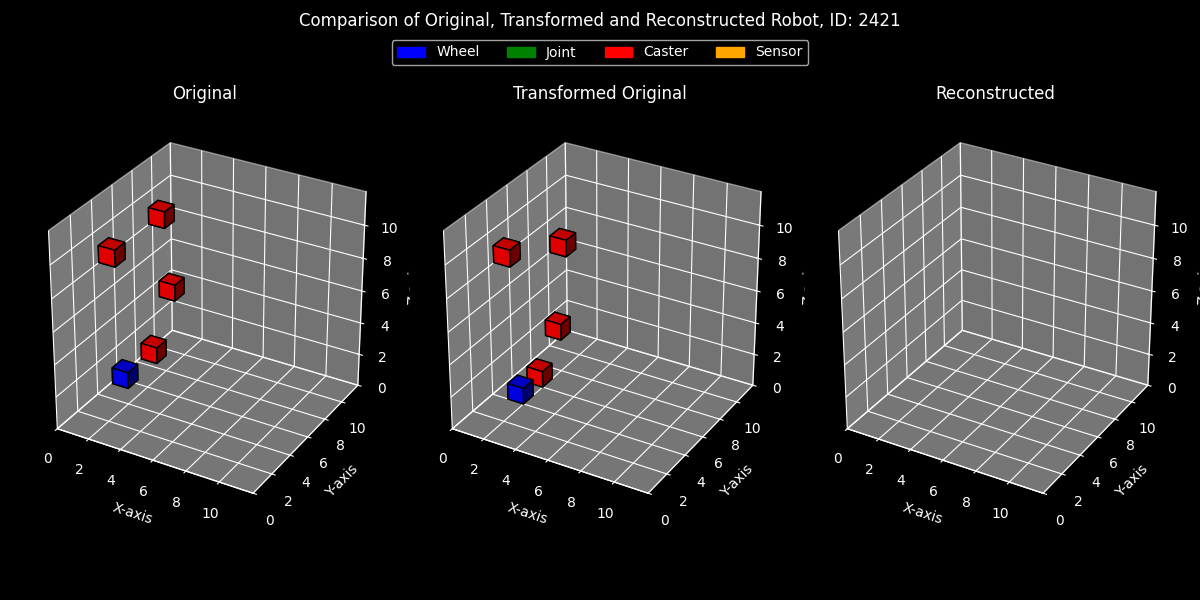 Comparison of Original, Transformed and Reconstructed Robot, ID: 2421
Wheel Joint Caster Sensor
Original Transformed Original Reconstructed
0 2 4 6 8 10
X-axis
0 2 4 6 8 10
Y-axis
0 2 4 6 8 10
0 2 4 6 8 10
X-axis
0 2 4 6 8 10
Y-axis
0 2 4 6 8 10
0 2 4 6 8 10
X-axis
0 2 4 6 8 10
Y-axis
0 2 4 6 8 10